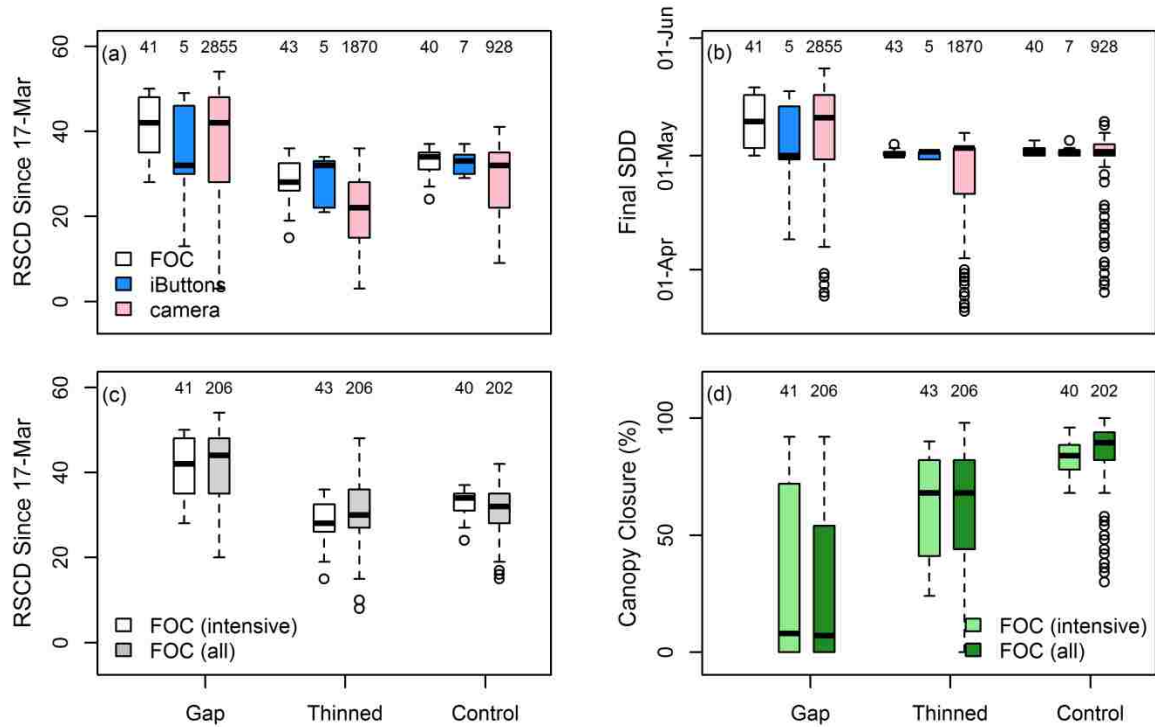 (a) 41 5 2855 43 5 1870 40 7 928
RSCD Since 17-Mar
60
40
20
0
FOC
iButtons
camera
(b) 41 5 2855 43 5 1870 40 7 928
Final SDD
01-Jun
01-May
01-Apr
(c) 41 206 43 206 40 202
RSCD Since 17-Mar
60
40
20
0
FOC (intensive)
FOC (all)
Gap Thinned Control
(d) 41 206 43 206 40 202
Canopy Closure (%)
100
50
0
FOC (intensive)
FOC (all)
Gap Thinned Control